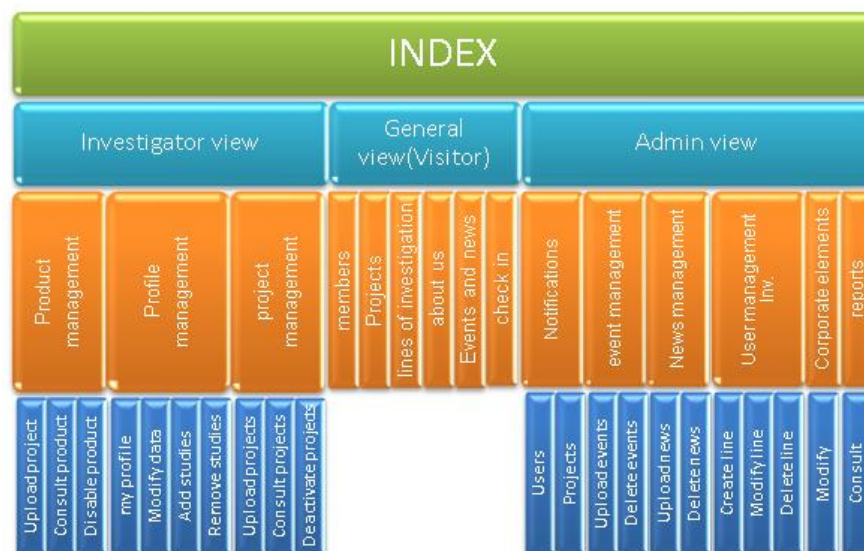 INDEX
Investigator view
General
view(Visitor)
Admin view
Product
management
Profile
management
project
management
members
Projects
lines of investigation
about us
Events and news
check in
Notifications
event management
News management
User management
Inv.
Corporate elements
reports
Upload project
Consult product
Disable product
my profile
Modify data
Add studies
Remove studies
Upload projects
Consult projects
Deactivate projects
Users
Projects
Upload events
Delete events
Upload news
Delete news
Create line
Modify line
Delete line
Modify
Consult